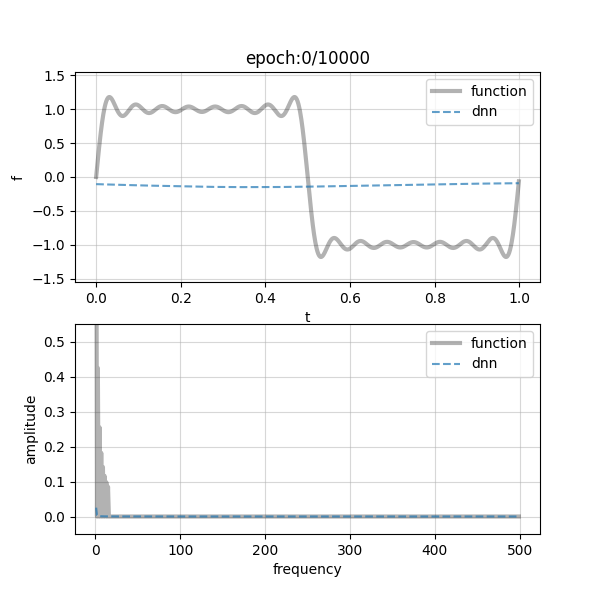 epoch:0/10000
1.5
1.0
0.5
0.0
−0.5
−1.0
−1.5
f
function
dnn
0.0 0.2 0.4 0.6 0.8 1.0
t
0.5
0.4
0.3
0.2
0.1
0.0
amplitude
function
dnn
0 100 200 300 400 500
frequency